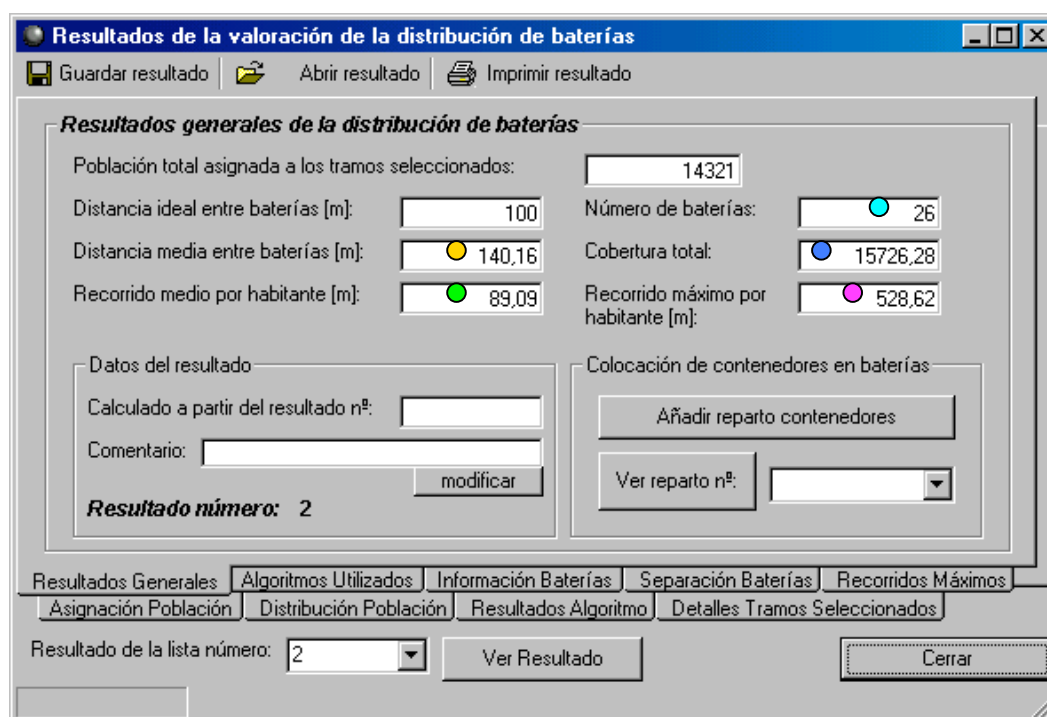 Resultados de la valoración de la distribución de baterías
Guardar resultado Abrir resultado Imprimir resultado
Resultados generales de la distribución de baterías
Población total asignada a los tramos seleccionados: 14321
Distancia ideal entre baterías [m]: 100 Número de baterías: 26
Distancia media entre baterías [m]: 140,16 Cobertura total: 15726,28
Recorrido medio por habitante [m]: 89,09 Recorrido máximo por
habitante [m]: 528,62
Datos del resultado
Calculado a partir del resultado nº:
Comentario:
modificar
Resultado número: 2
Colocación de contenedores en baterías
Añadir reparto contenedores
Ver reparto nº:
Resultados Generales Algoritmos Utilizados Información Baterías Separación Baterías Recorridos Máximos
Asignación Población Distribución Población Resultados Algoritmo Detalles Tramos Seleccionados
Resultado de la lista número: 2 Ver Resultado Cerrar